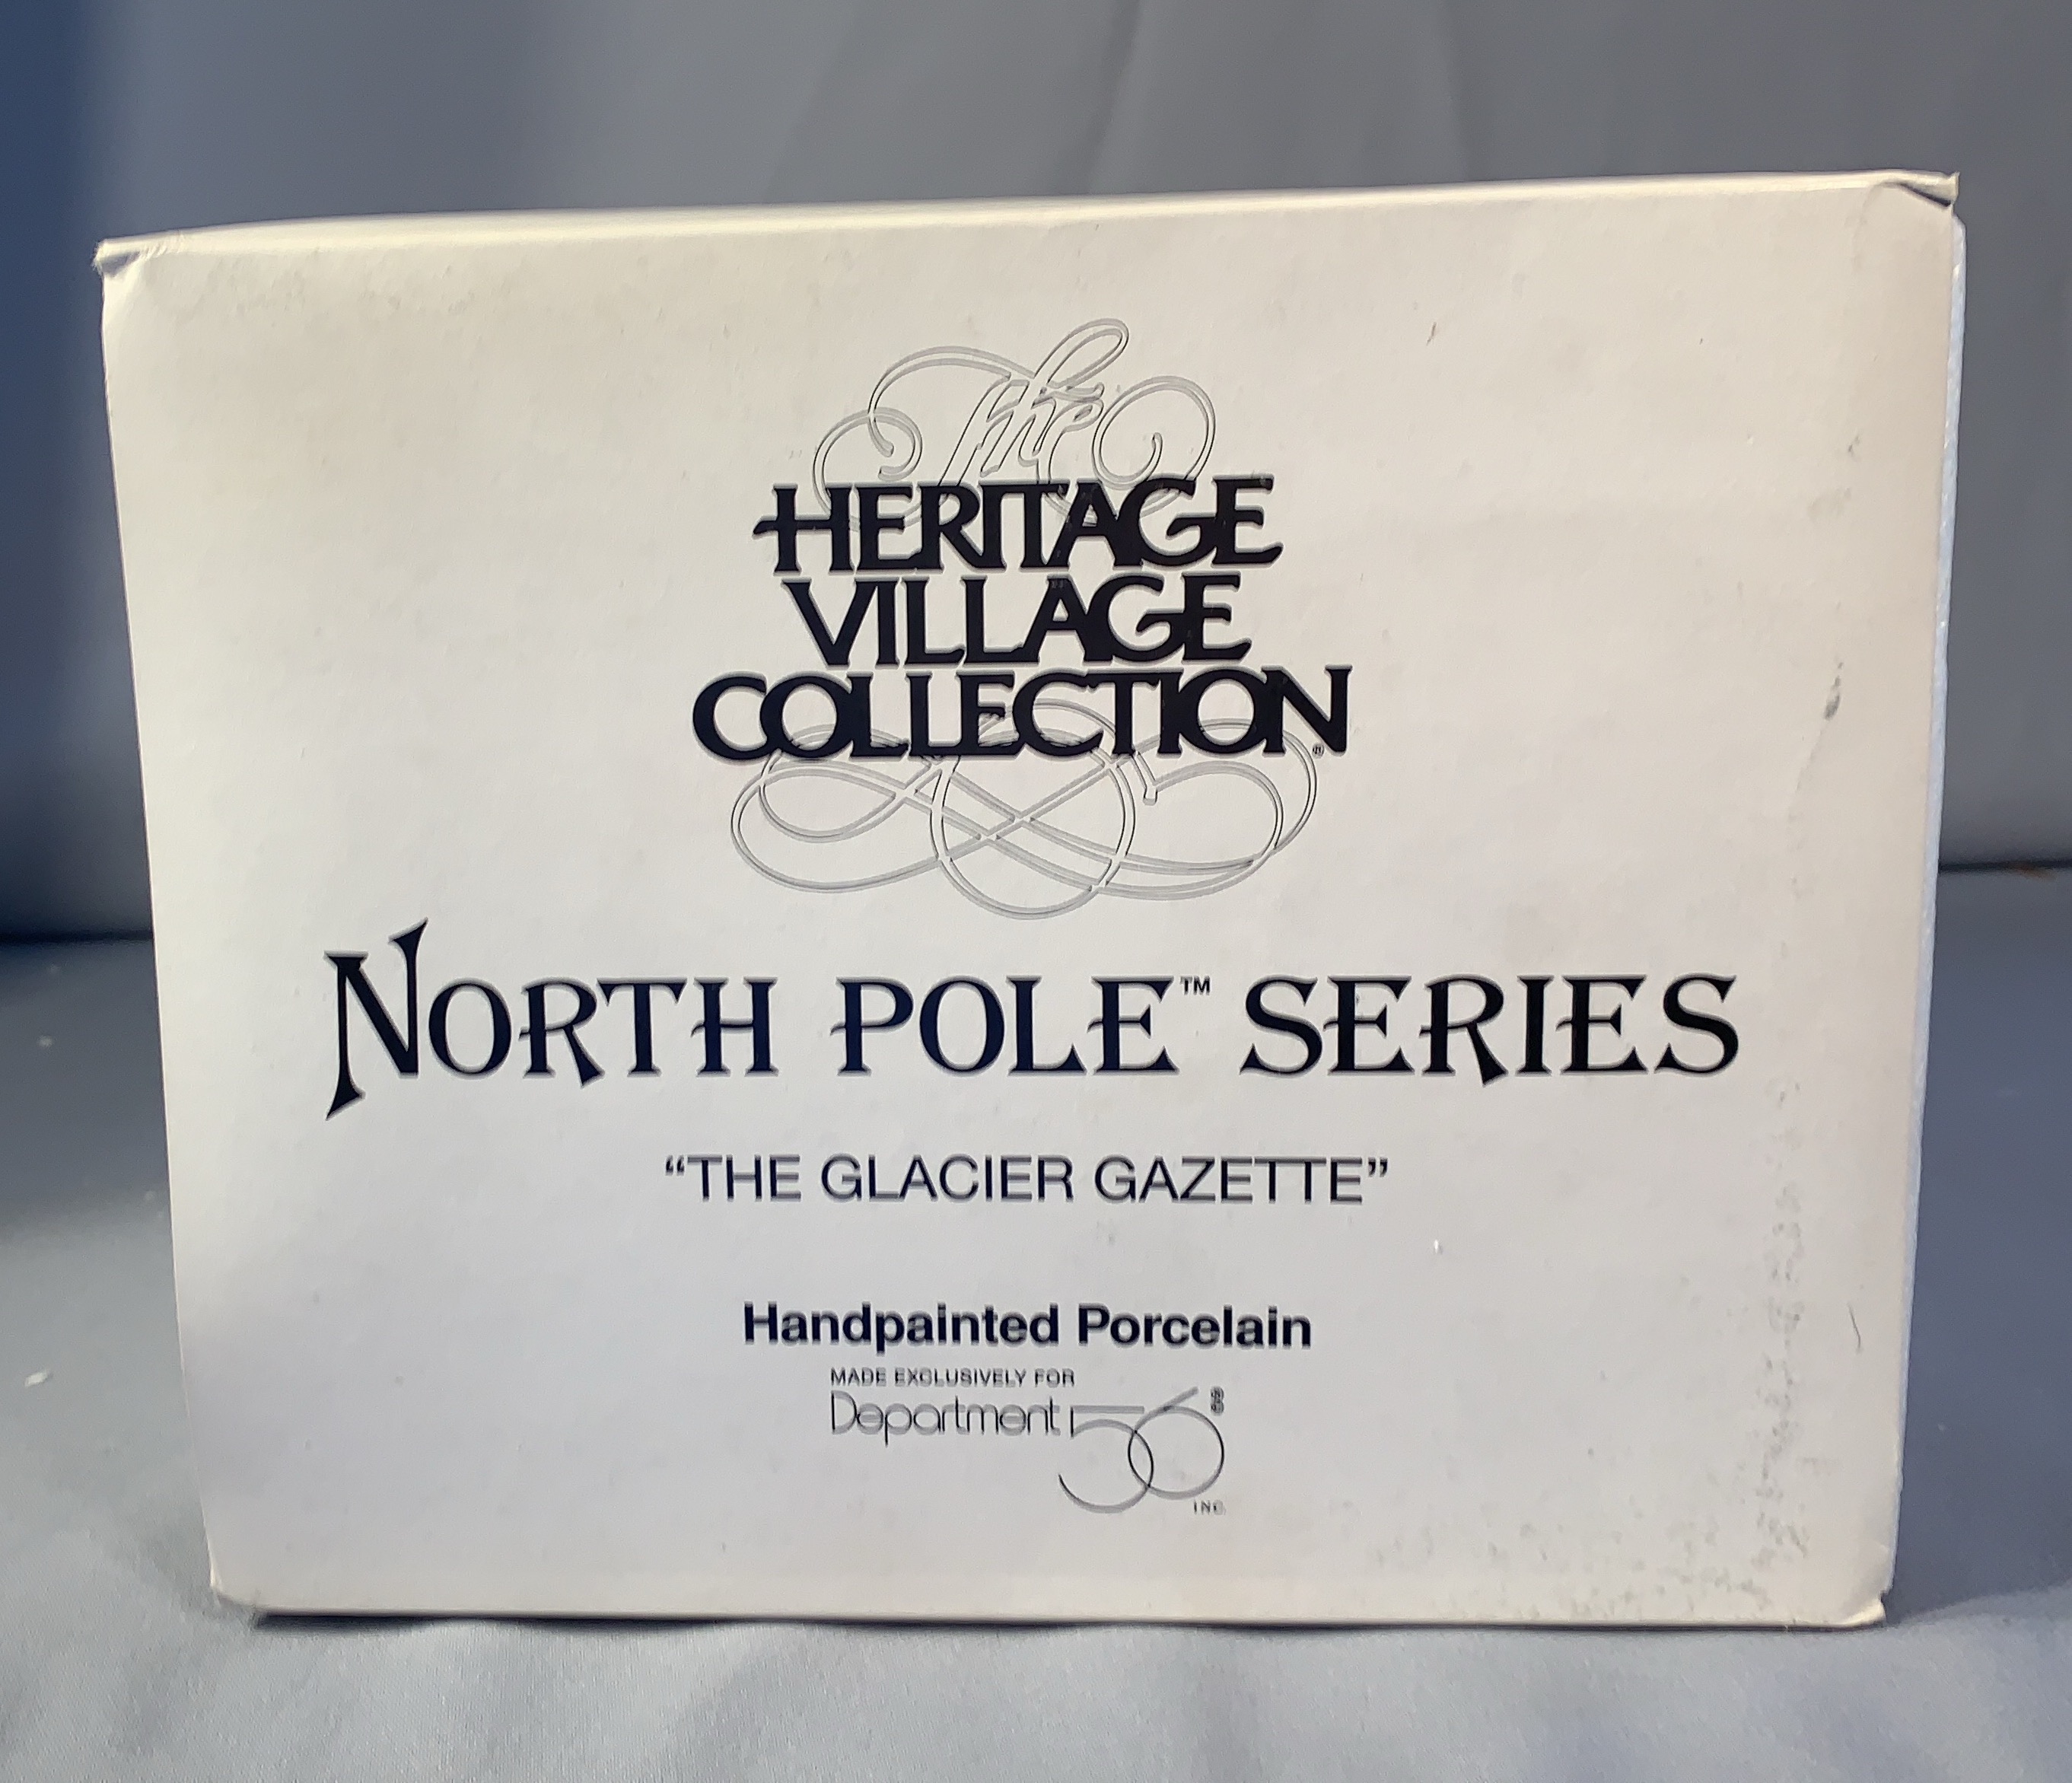 The
HERITAGE
VILLAGE
COLLECTION®
NORTH POLE™ SERIES
“THE GLACIER GAZETTE”
Handpainted Porcelain
MADE EXCLUSIVELY FOR
Department 56®
INC.